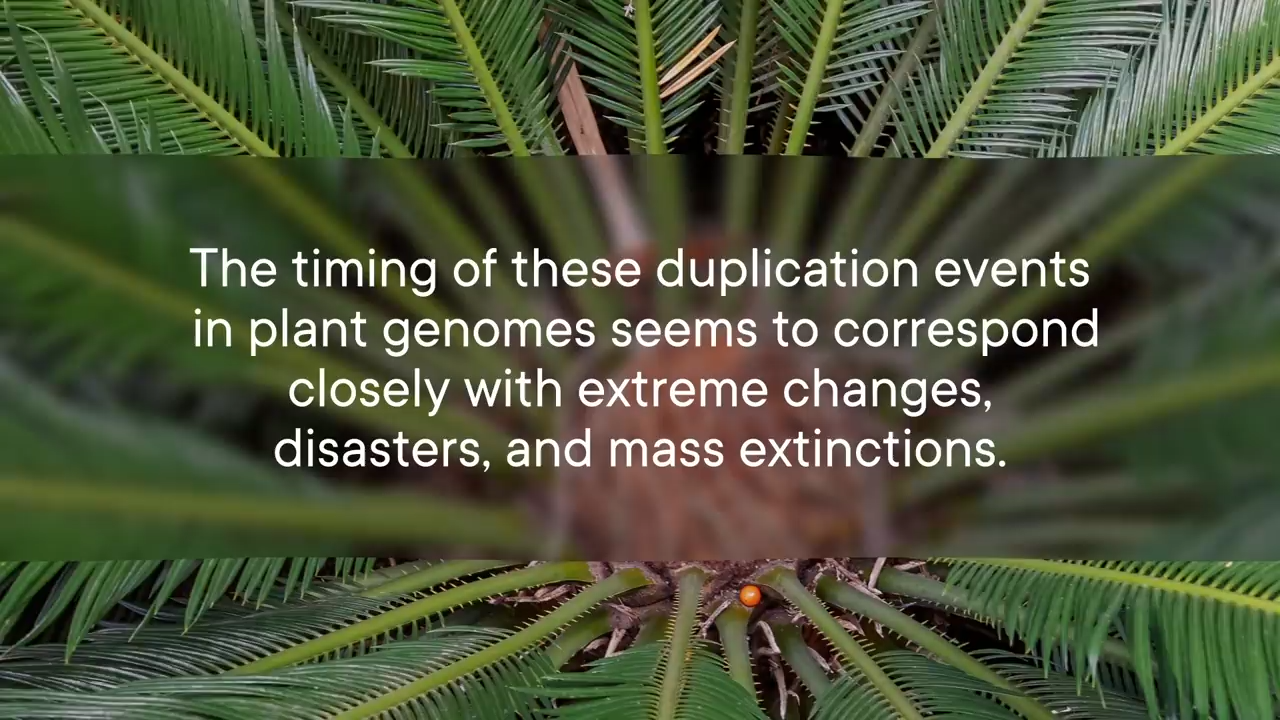 The timing of these duplication events
in plant genomes seems to correspond
closely with extreme changes,
disasters, and mass extinctions.